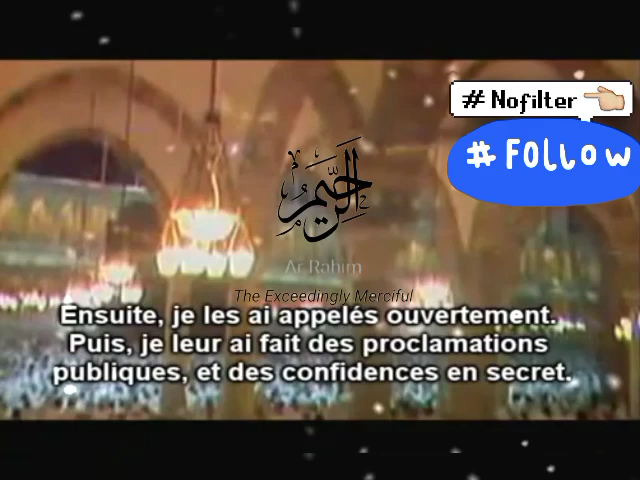 # Nofilter
# FOLLOW
الرحيم
2
Ar Rahim
The Exceedingly Merciful
Ensuite, je les ai appelés ouvertement.
Puis, je leur ai fait des proclamations
publiques, et des confidences en secret.